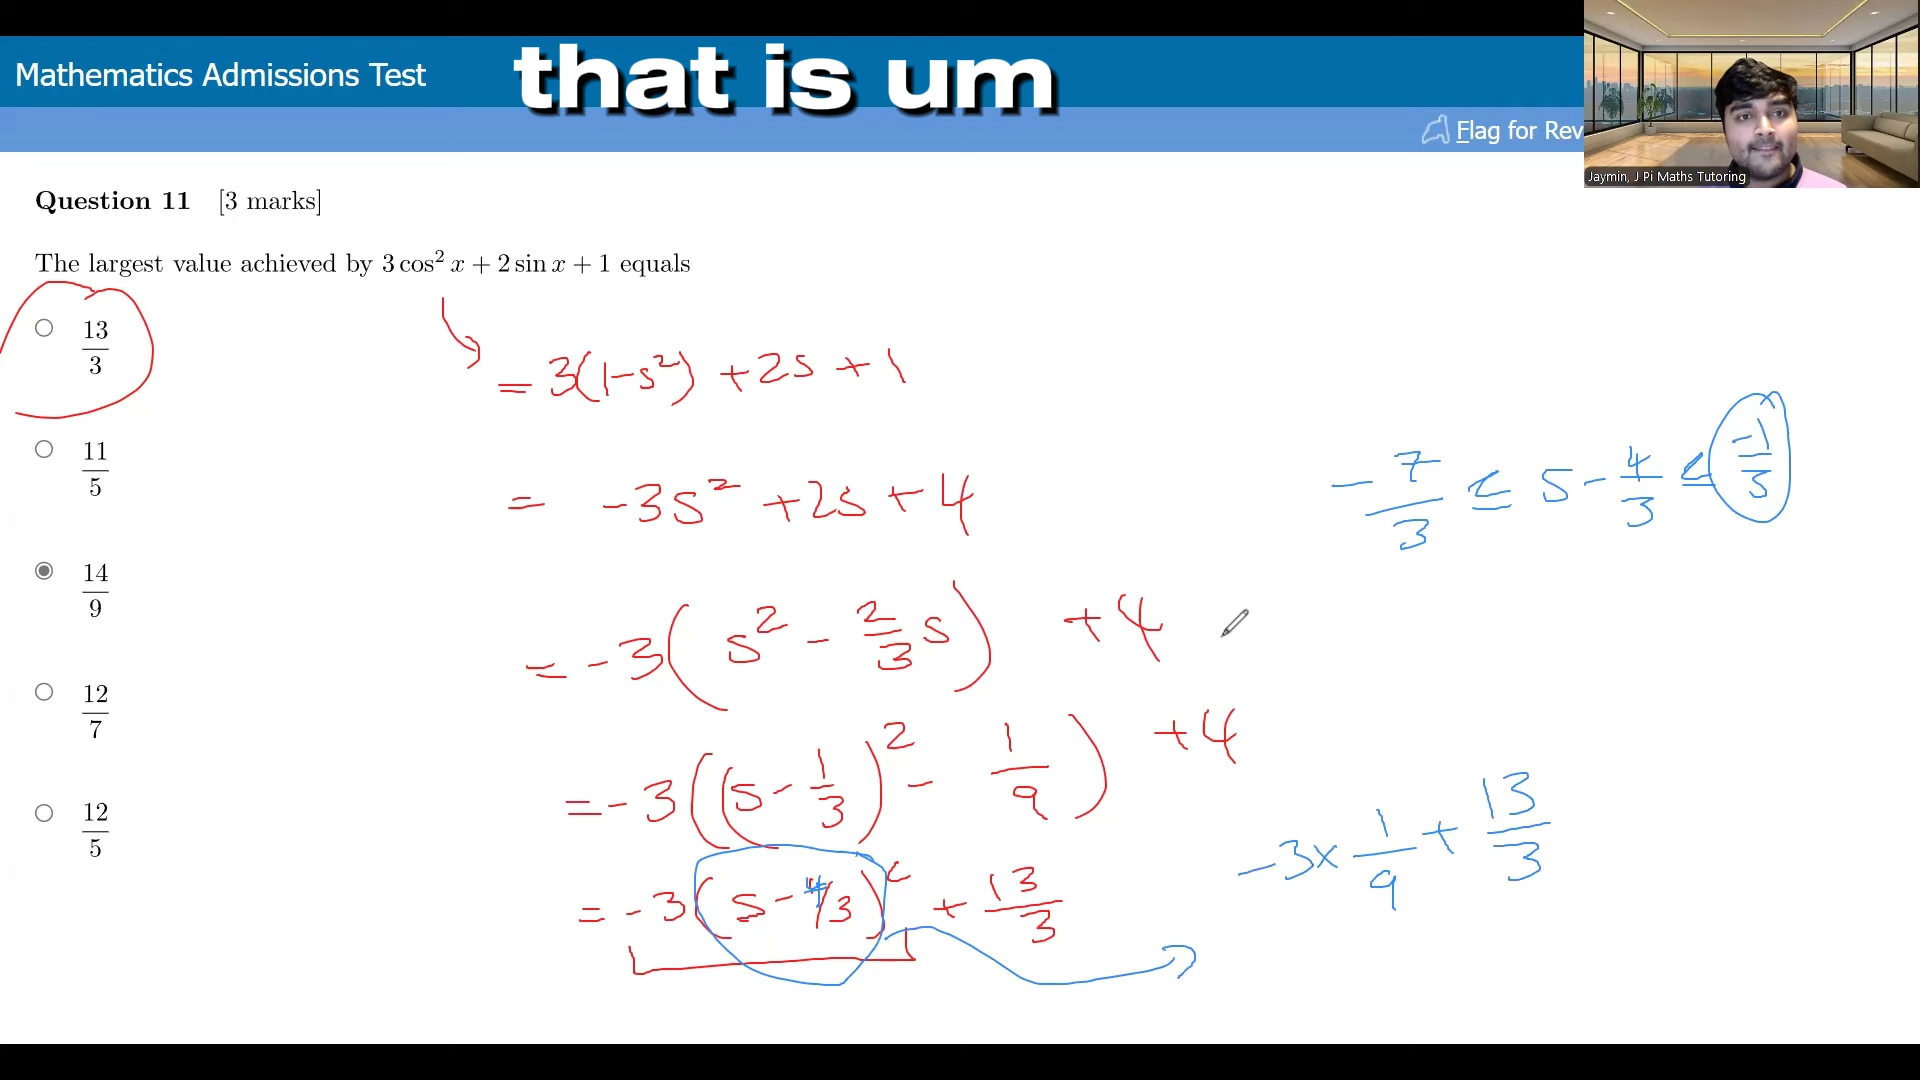 Mathematics Admissions Test
that is um
Flag for Rev
Jaymin, J Pi Maths Tutoring
Question 11 [3 marks]
The largest value achieved by 3 cos² x + 2 sin x + 1 equals
13/3
11/5
14/9
12/7
12/5
= 3(1-s²) + 2s + 1
= -3s² + 2s + 4
= -3(s² - 2/3 s) + 4
= -3((s - 1/3)² - 1/9) + 4
= -3(s - 4/3)² + 13/3
-7/3 ≤ s - 4/3 ≤ -1/3
-3 x 1/9 + 13/3